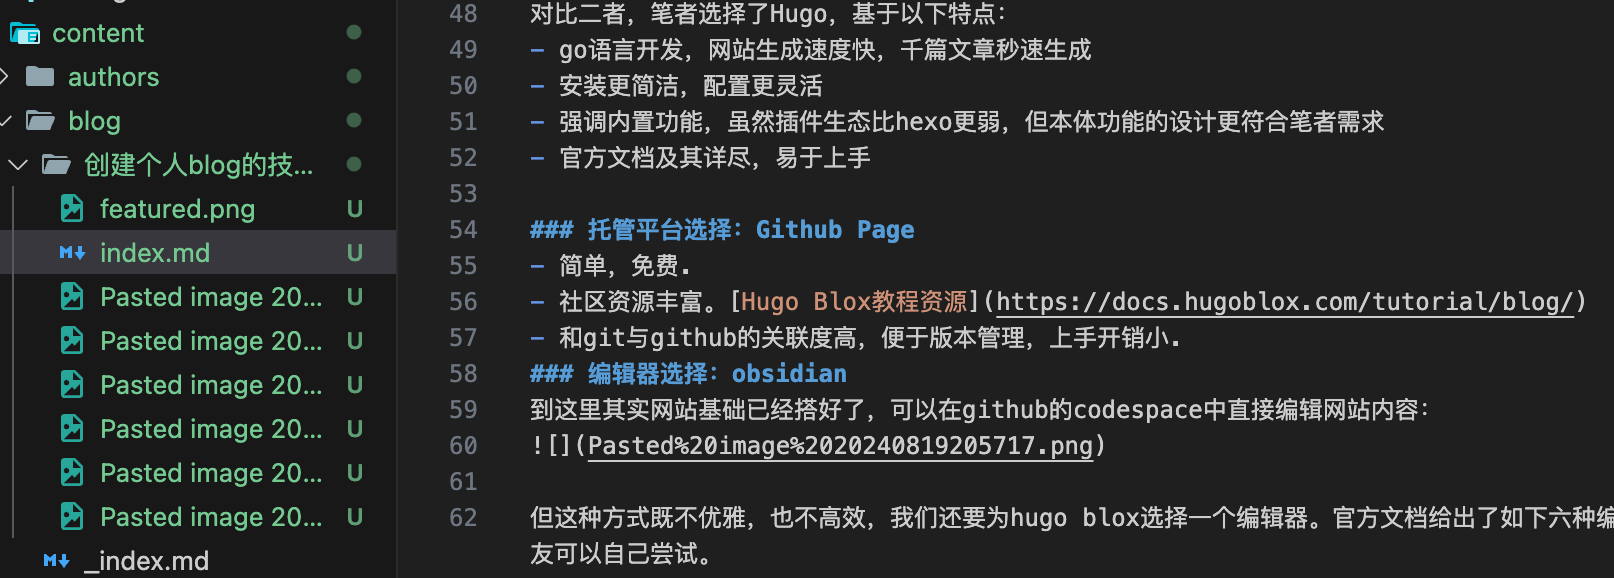 content
authors
blog
创建个人blog的技...
featured.png U
index.md U
Pasted image 20... U
Pasted image 20... U
Pasted image 20... U
Pasted image 20... U
Pasted image 20... U
Pasted image 20... U
_index.md
48 对比二者，笔者选择了Hugo，基于以下特点：
49 - go语言开发，网站生成速度快，千篇文章秒速生成
50 - 安装更简洁，配置更灵活
51 - 强调内置功能，虽然插件生态比hexo更弱，但本体功能的设计更符合笔者需求
52 - 官方文档及其详尽，易于上手
53
54 ### 托管平台选择：Github Page
55 - 简单，免费.
56 - 社区资源丰富。[Hugo Blox教程资源](https://docs.hugoblox.com/tutorial/blog/)
57 - 和git与github的关联度高，便于版本管理，上手开销小.
58 ### 编辑器选择：obsidian
59 到这里其实网站基础已经搭好了，可以在github的codespace中直接编辑网站内容：
60 ![](Pasted%20image%2020240819205717.png)
61
62 但这种方式既不优雅，也不高效，我们还要为hugo blox选择一个编辑器。官方文档给出了如下六种编
友可以自己尝试。